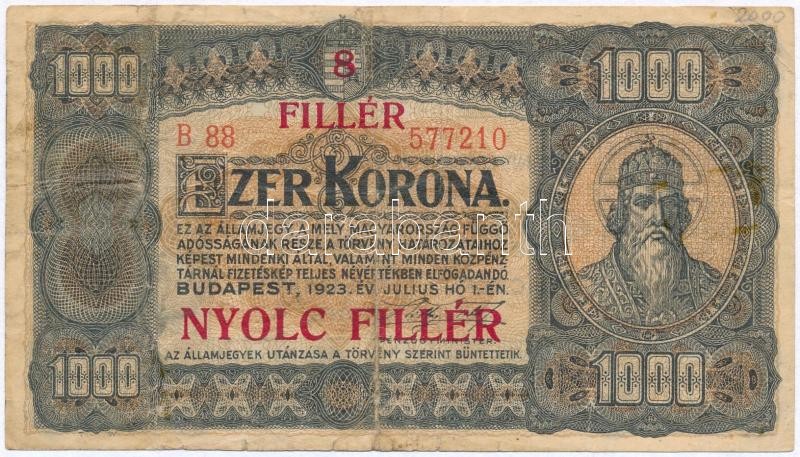 2000
1000 1000
8
FILLÉR
B 88 577210
EZER KORONA.
EZ AZ ÁLLAMJEGY, AMELY MAGYARORSZÁG FÜGGŐ
ADÓSSÁGÁNAK RÉSZE A TÖRVÉNY HATÁROZATAIHOZ
KÉPEST MINDENKI ÁLTAL, VALAMINT MINDEN KÖZPÉNZ
TÁRNÁL FIZETÉSKÉP TELJES NÉVÉRTÉKBEN ELFOGADANDÓ.
BUDAPEST, 1923. ÉV JULIUS HÓ 1.-ÉN.
NYOLC FILLÉR
PÉNZÜGYMINISTER.
AZ ÁLLAMJEGYEK UTÁNZÁSA A TÖRVÉNY SZERINT BÜNTETTETIK.
1000 1000
darabanth